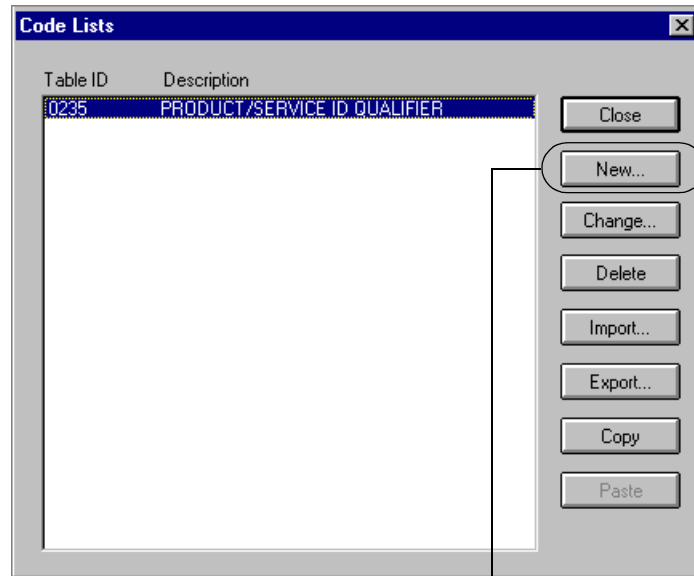 Code Lists
Table ID Description
0235 PRODUCT/SERVICE ID QUALIFIER
Close
New...
Change...
Delete
Import...
Export...
Copy
Paste